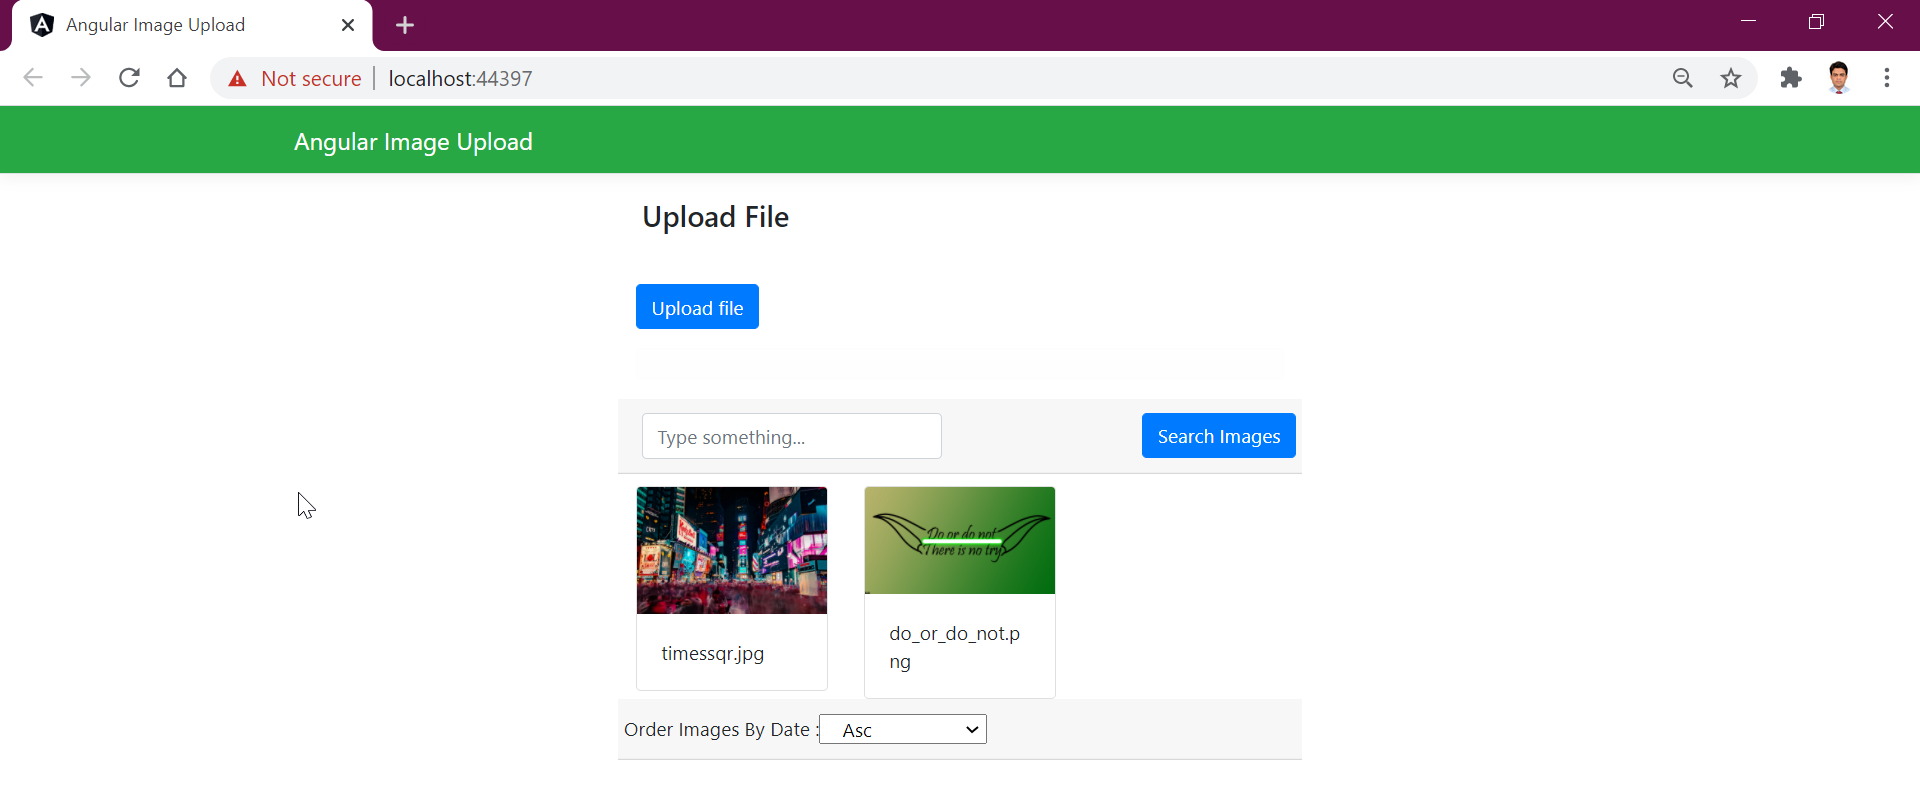 Angular Image Upload
Not secure
localhost:44397
Angular Image Upload
Upload File
Upload file
Type something...
Search Images
Do or do not
There is no try
timessqr.jpg
do_or_do_not.p
ng
Order Images By Date :
Asc